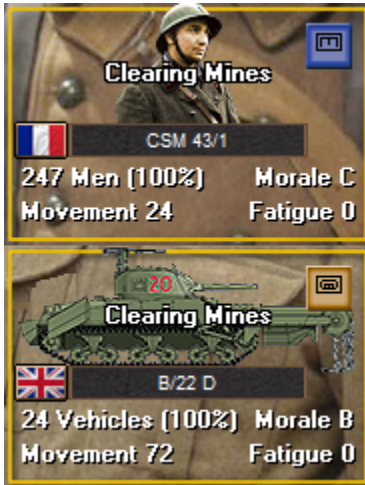 Clearing Mines
CSM 43/1
247 Men (100%) Morale C
Movement 24 Fatigue 0
20
Clearing Mines
B/22 D
24 Vehicles (100%) Morale B
Movement 72 Fatigue 0